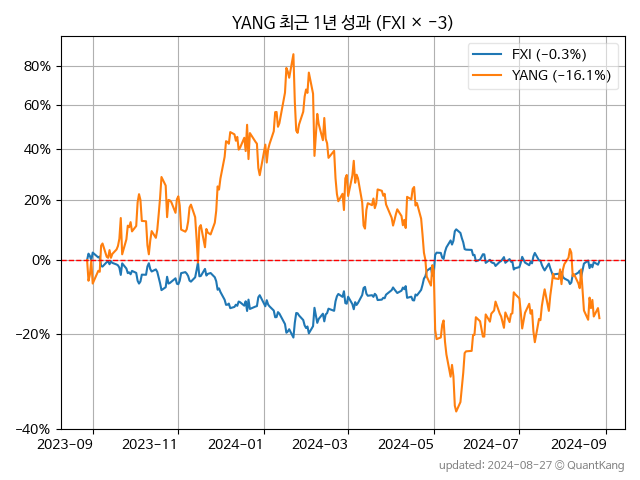 YANG 최근 1년 성과 (FXI × -3)
FXI (-0.3%)
YANG (-16.1%)
80%
60%
40%
20%
0%
-20%
-40%
2023-09 2023-11 2024-01 2024-03 2024-05 2024-07 2024-09
updated: 2024-08-27 © QuantKang